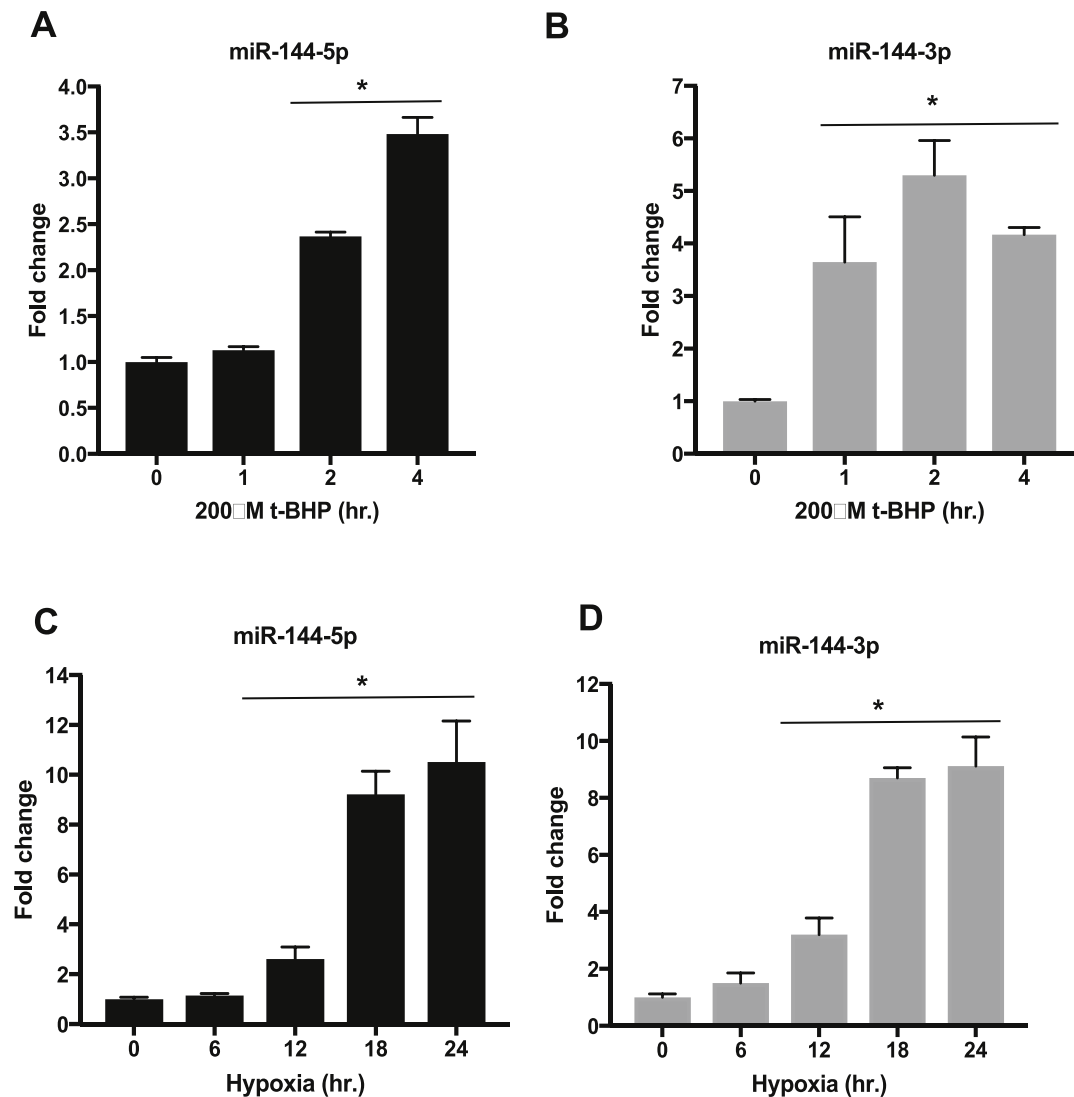 A
miR-144-5p
*
4.0
3.5
3.0
2.5
2.0
1.5
1.0
0.5
0.0
Fold change
0 1 2 4
200□M t-BHP (hr.)
B
miR-144-3p
*
7
6
5
4
3
2
1
0
Fold change
0 1 2 4
200□M t-BHP (hr.)
C
miR-144-5p
*
14
12
10
8
6
4
2
0
Fold change
0 6 12 18 24
Hypoxia (hr.)
D
miR-144-3p
*
12
10
8
6
4
2
0
Fold change
0 6 12 18 24
Hypoxia (hr.)